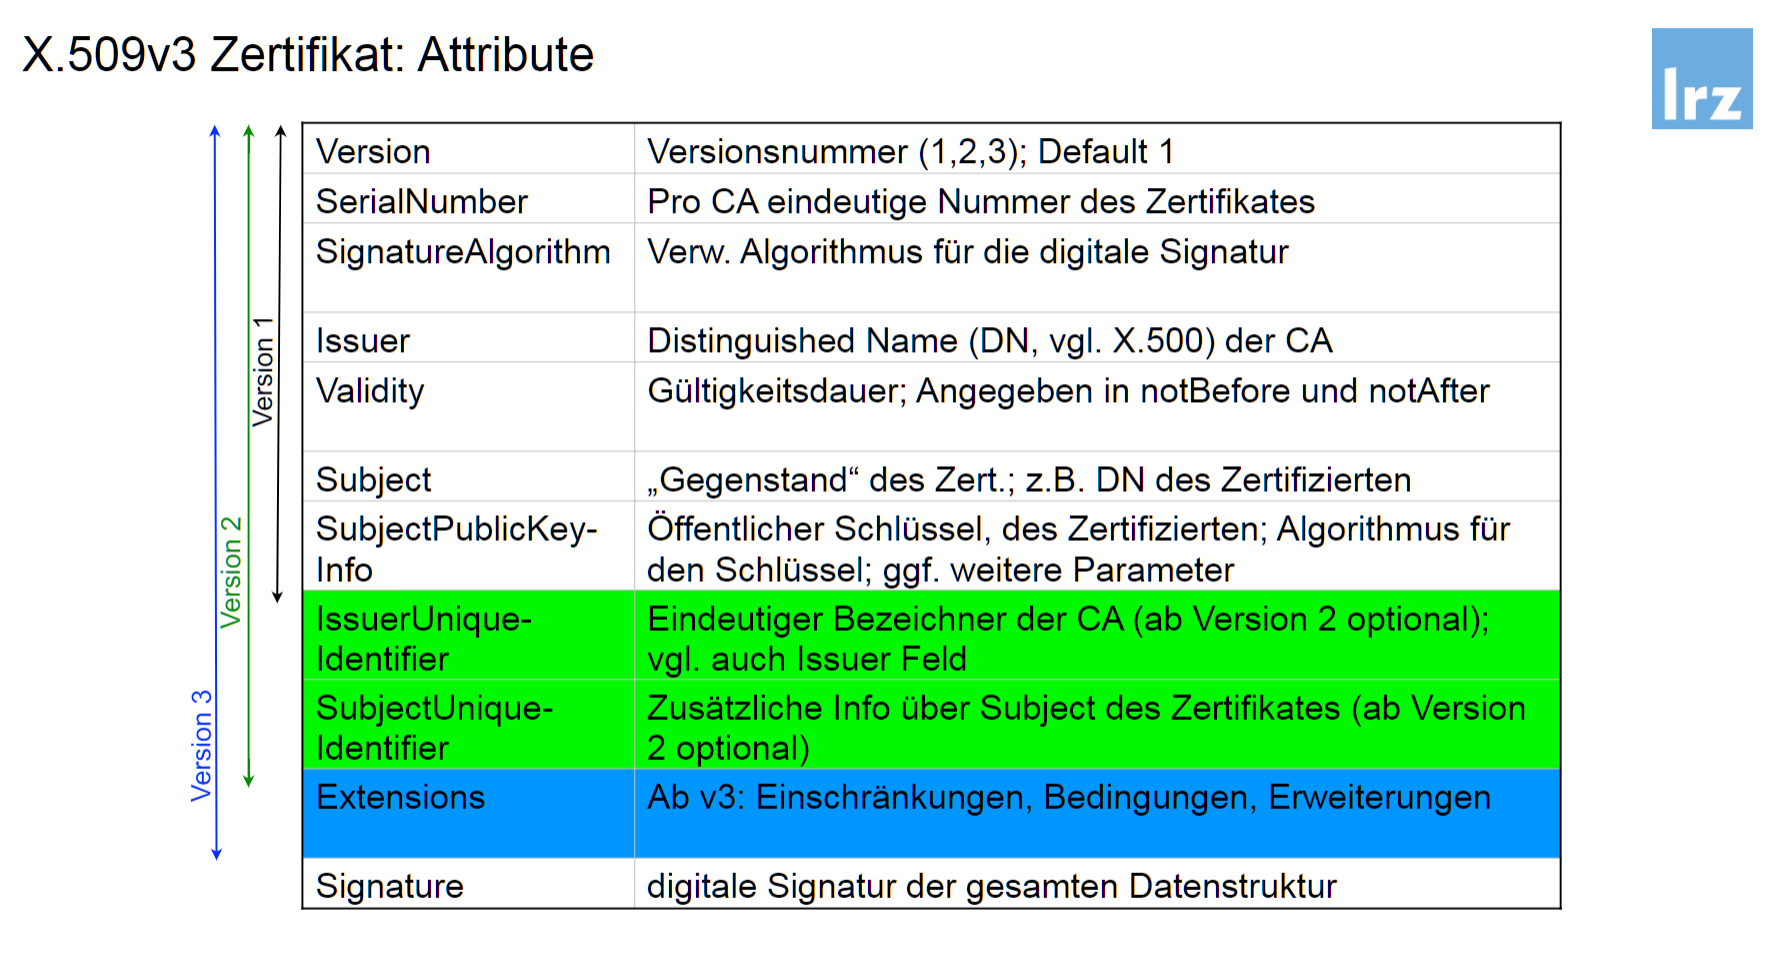 X.509v3 Zertifikat: Attribute
lrz
Version 3
Version 2
Version 1
Version Versionsnummer (1,2,3); Default 1
SerialNumber Pro CA eindeutige Nummer des Zertifikates
SignatureAlgorithm Verw. Algorithmus für die digitale Signatur
Issuer Distinguished Name (DN, vgl. X.500) der CA
Validity Gültigkeitsdauer; Angegeben in notBefore und notAfter
Subject „Gegenstand“ des Zert.; z.B. DN des Zertifizierten
SubjectPublicKey- Öffentlicher Schlüssel, des Zertifizierten; Algorithmus für
Info den Schlüssel; ggf. weitere Parameter
IssuerUnique- Eindeutiger Bezeichner der CA (ab Version 2 optional);
Identifier vgl. auch Issuer Feld
SubjectUnique- Zusätzliche Info über Subject des Zertifikates (ab Version
Identifier 2 optional)
Extensions Ab v3: Einschränkungen, Bedingungen, Erweiterungen
Signature digitale Signatur der gesamten Datenstruktur